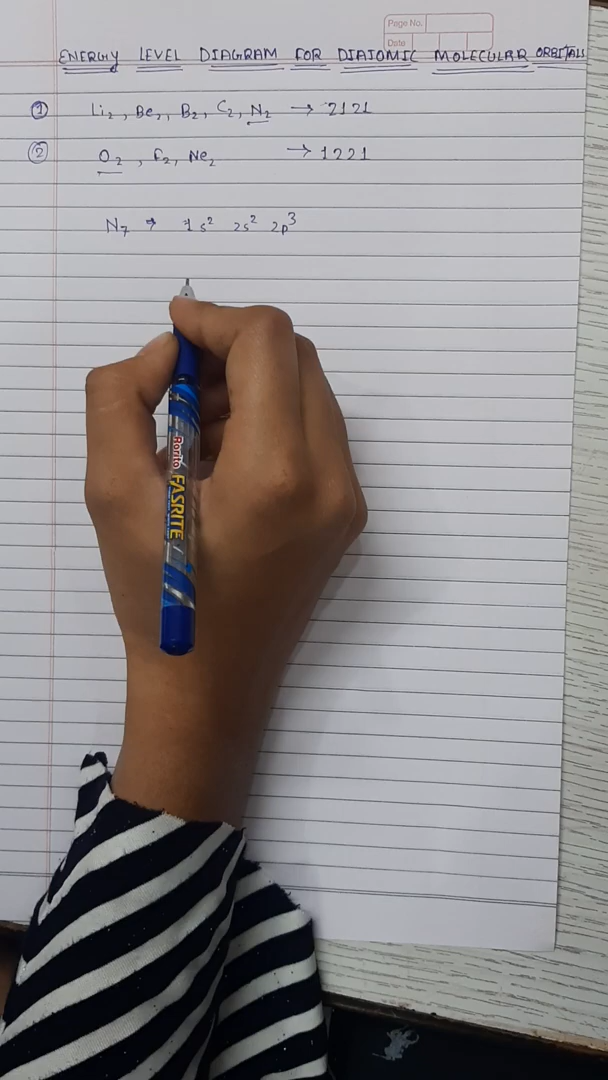 Page No.
Date
ENERGY LEVEL DIAGRAM FOR DIATOMIC MOLECULAR ORBITALS
① Li₂, Be₂, B₂, C₂, N₂ → 2121
② O₂, F₂, Ne₂ → 1221
N₇ → 1s² 2s² 2p³
Rorito FASRITE